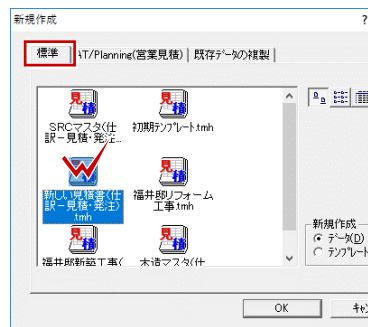 新規作成
?
標準
AT/Planning(営業見積)
既存ﾃﾞｰﾀの複製
SRCマスタ(仕
訳－見積・発注...
初期ﾃﾝﾌﾟﾚｰﾄ.tmh
新しい見積書(仕
訳－見積・発注)
.tmh
福井邸リフォーム
工事.tmh
福井邸新築工事(
木造マスタ(仕
新規作成
ﾃﾞｰﾀ(D)
ﾃﾝﾌﾟﾚｰﾄ
OK
ｷｬﾝ